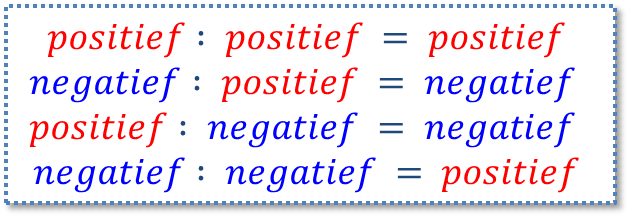 positief : positief = positief
negatief : positief = negatief
positief : negatief = negatief
negatief : negatief = positief